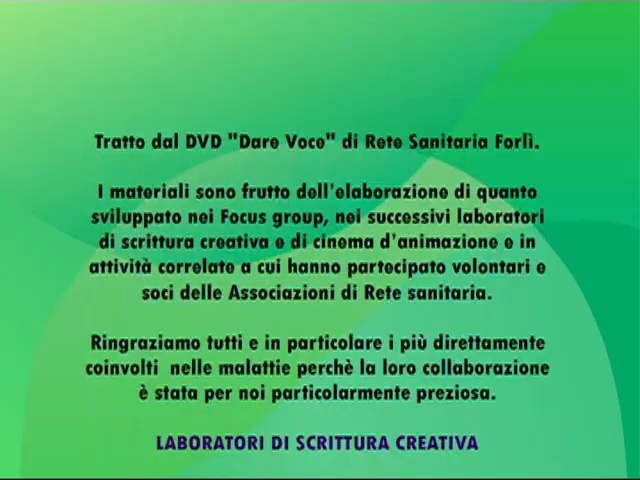 Tratto dal DVD "Dare Voce" di Rete Sanitaria Forlì.
I materiali sono frutto dell'elaborazione di quanto
sviluppato nei Focus group, nei successivi laboratori
di scrittura creativa e di cinema d'animazione e in
attività correlate a cui hanno partecipato volontari e
soci delle Associazioni di Rete sanitaria.
Ringraziamo tutti e in particolare i più direttamente
coinvolti nelle malattie perchè la loro collaborazione
è stata per noi particolarmente preziosa.
LABORATORI DI SCRITTURA CREATIVA